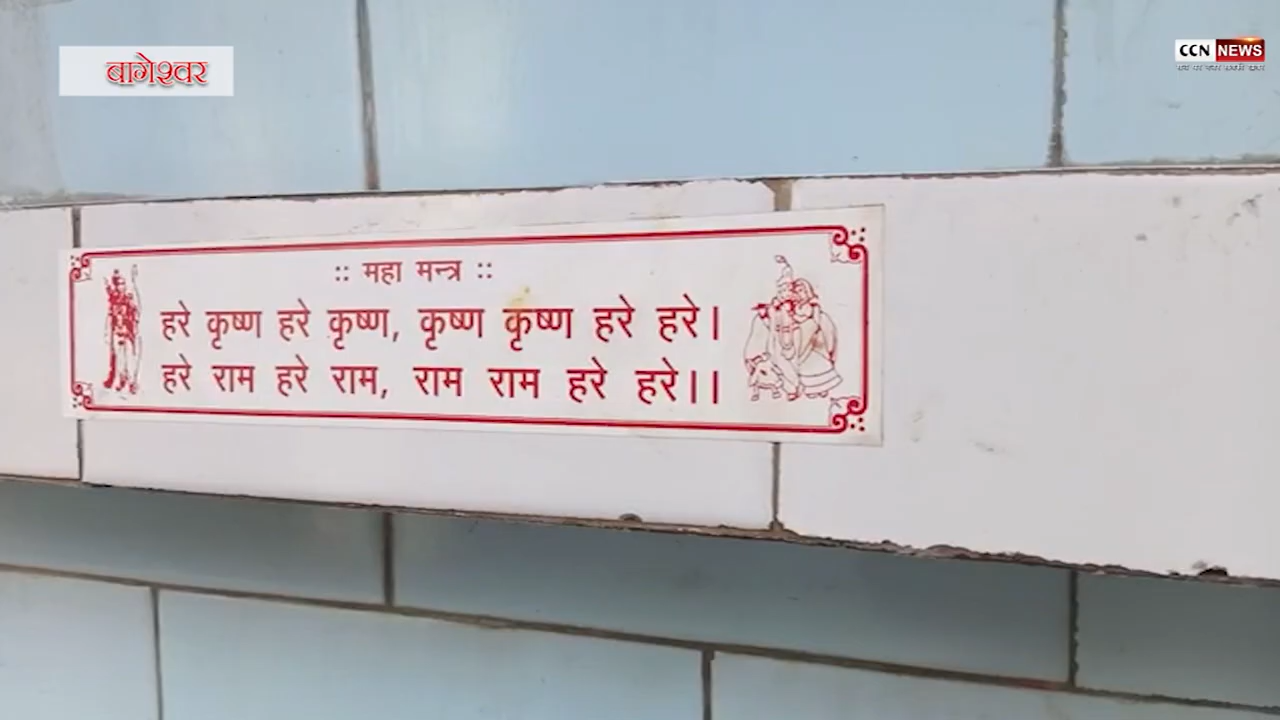 बागेश्वर
CCN NEWS
:: महा मन्त्र ::
हरे कृष्ण हरे कृष्ण, कृष्ण कृष्ण हरे हरे।
हरे राम हरे राम, राम राम हरे हरे।।